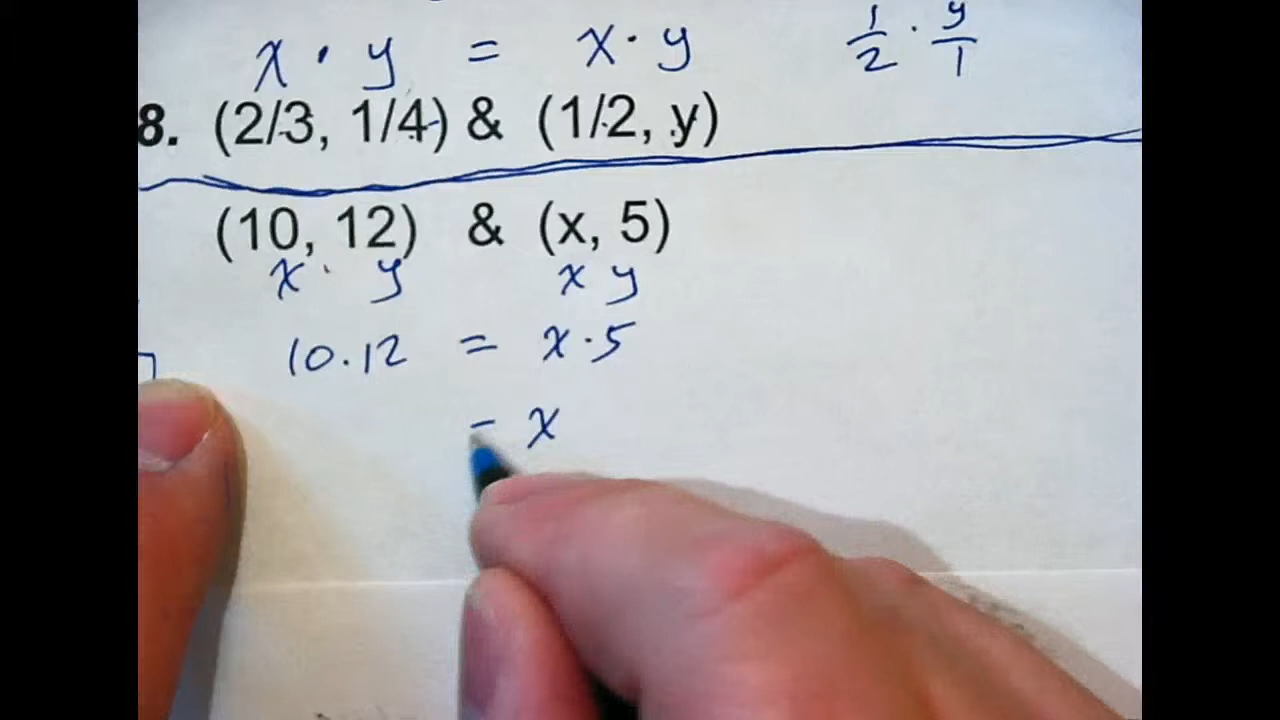 x · y = x · y 1/2 · y/1
8. (2/3, 1/4) & (1/2, y)
(10, 12) & (x, 5)
x · y x y
10 · 12 = x · 5
= x